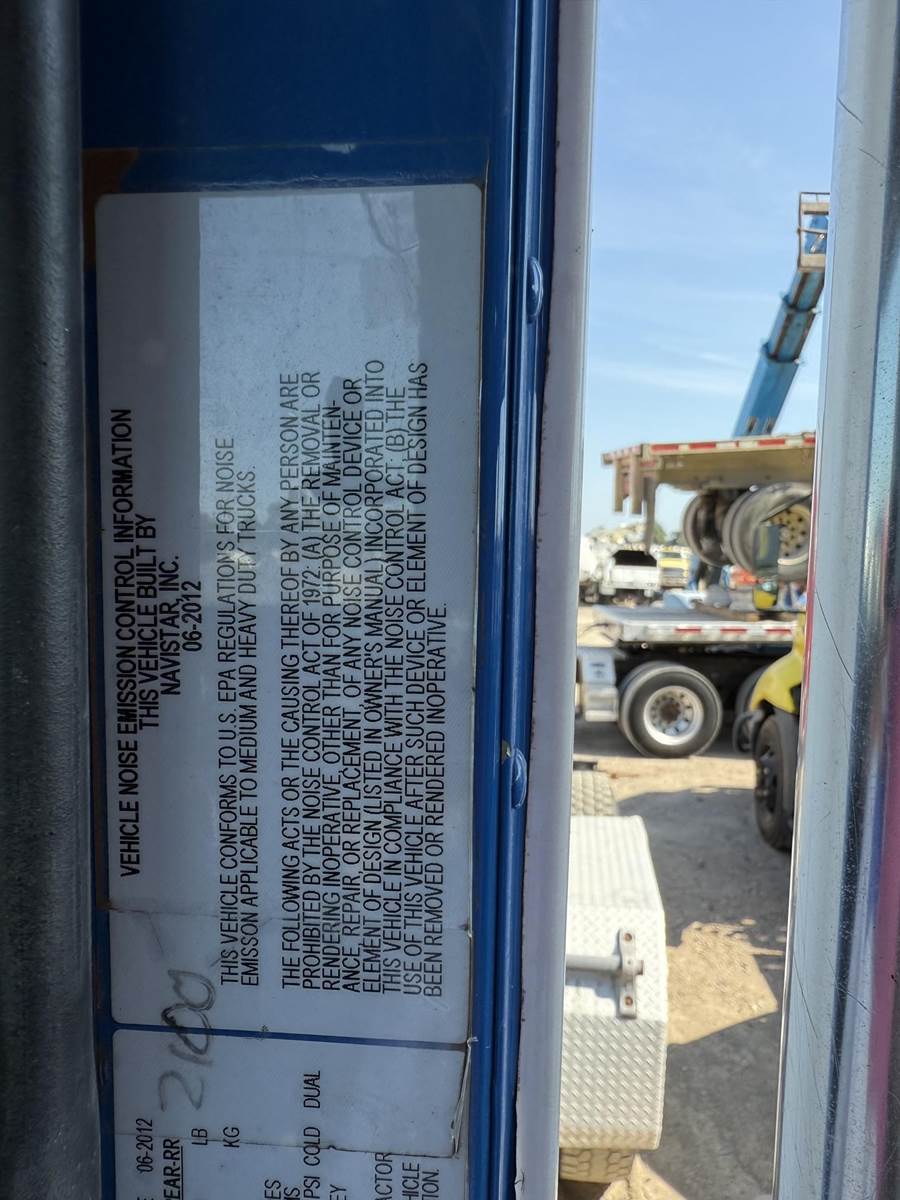 VEHICLE NOISE EMISSION CONTROL INFORMATION
THIS VEHICLE BUILT BY
NAVISTAR, INC.
06-2012
THIS VEHICLE CONFORMS TO U.S. EPA REGULATIONS FOR NOISE
EMISSON APPLICABLE TO MEDIUM AND HEAVY DUTY TRUCKS.
THE FOLLOWING ACTS OR THE CAUSING THEREOF BY ANY PERSON ARE
PROHIBITED BY THE NOISE CONTROL ACT OF 1972: (A) THE REMOVAL OR
RENDERING INOPERATIVE, OTHER THAN FOR PURPOSE OF MAINTEN-
ANCE, REPAIR, OR REPLACEMENT, OF ANY NOISE CONTROL DEVICE OR
ELEMENT OF DESIGN (LISTED IN OWNER'S MANUAL) INCORPORATED INTO
THIS VEHICLE IN COMPLIANCE WITH THE NOISE CONTROL ACT, (B) THE
USE OF THIS VEHICLE AFTER SUCH DEVICE OR ELEMENT OF DESIGN HAS
BEEN REMOVED OR RENDERED INOPERATIVE.
2100
06-2012
EAR-RR
LB
KG
PSI COLD DUAL